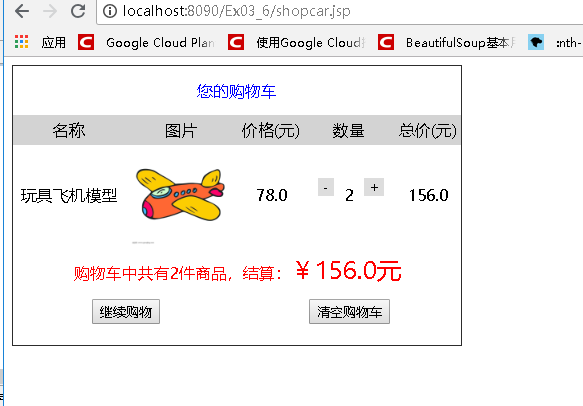 localhost:8090/Ex03_6/shopcar.jsp
应用 Google Cloud Plan 使用Google Cloud BeautifulSoup基本 :nth-
您的购物车
名称 图片 价格(元) 数量 总价(元)
玩具飞机模型 78.0 - 2 + 156.0
购物车中共有2件商品，结算：￥156.0元
继续购物 清空购物车